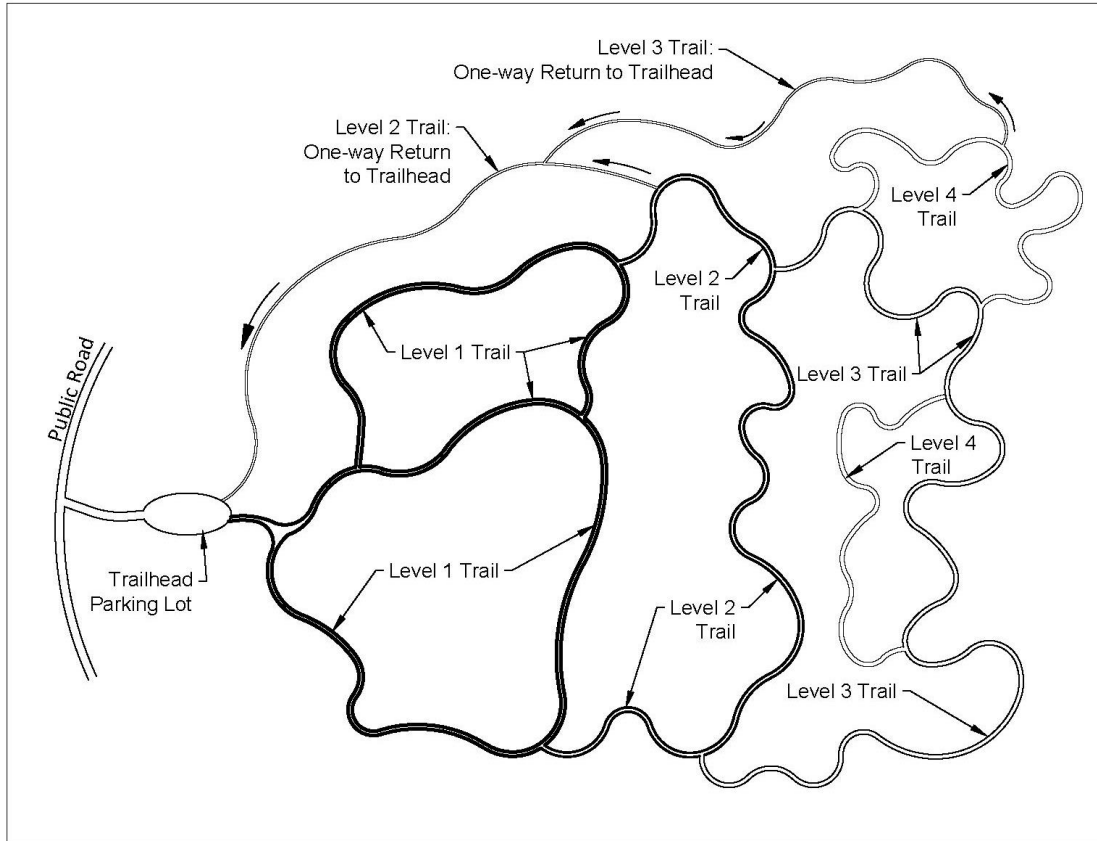 Level 3 Trail:
One-way Return to Trailhead
Level 2 Trail:
One-way Return
to Trailhead
Level 4
Trail
Level 2
Trail
Level 1 Trail
Level 3 Trail
Public Road
Level 4
Trail
Level 1 Trail
Trailhead
Parking Lot
Level 2
Trail
Level 3 Trail